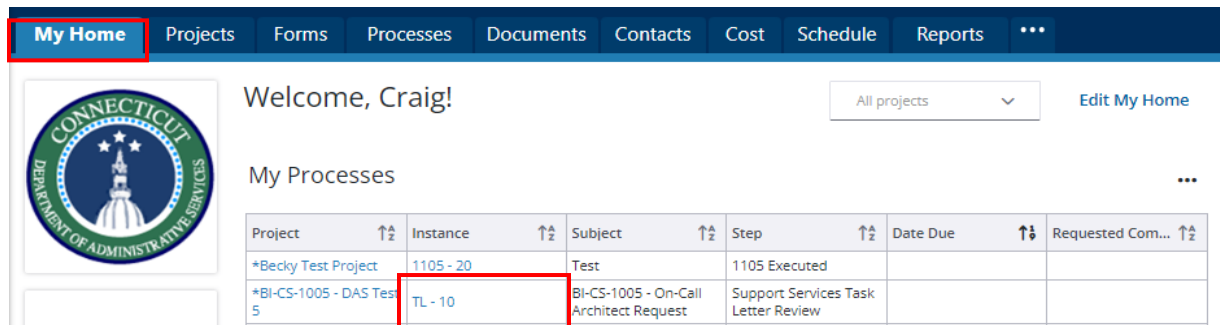 My Home Projects Forms Processes Documents Contacts Cost Schedule Reports •••
CONNECTICUT
DEPARTMENT OF ADMINISTRATIVE SERVICES
Welcome, Craig!
All projects
Edit My Home
My Processes
Project Instance Subject Step Date Due Requested Com...
*Becky Test Project 1105 - 20 Test 1105 Executed
*BI-CS-1005 - DAS Test
5
TL - 10
BI-CS-1005 - On-Call
Architect Request
Support Services Task
Letter Review